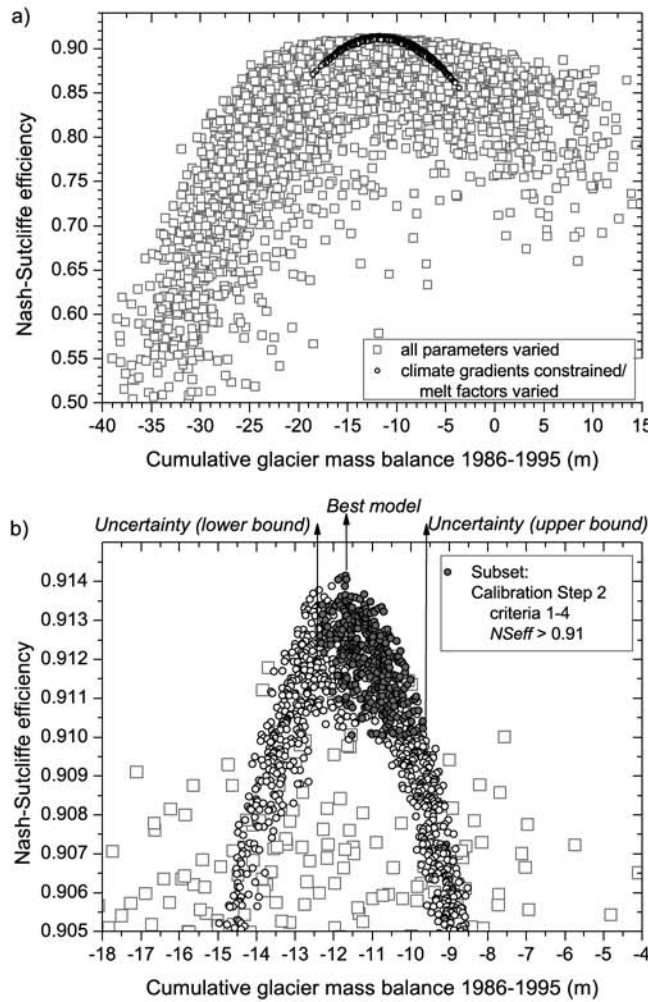 a)
0.90
0.85
0.80
0.75
0.70
0.65
0.60
0.55
0.50
Nash-Sutcliffe efficiency
all parameters varied
climate gradients constrained/
melt factors varied
-40 -35 -30 -25 -20 -15 -10 -5 0 5 10 15
Cumulative glacier mass balance 1986-1995 (m)
Best model
b) Uncertainty (lower bound) Uncertainty (upper bound)
0.914
0.913
0.912
0.911
0.910
0.909
0.908
0.907
0.906
0.905
Nash-Sutcliffe efficiency
Subset:
Calibration Step 2
criteria 1-4
NSeff > 0.91
-18 -17 -16 -15 -14 -13 -12 -11 -10 -9 -8 -7 -6 -5 -4
Cumulative glacier mass balance 1986-1995 (m)